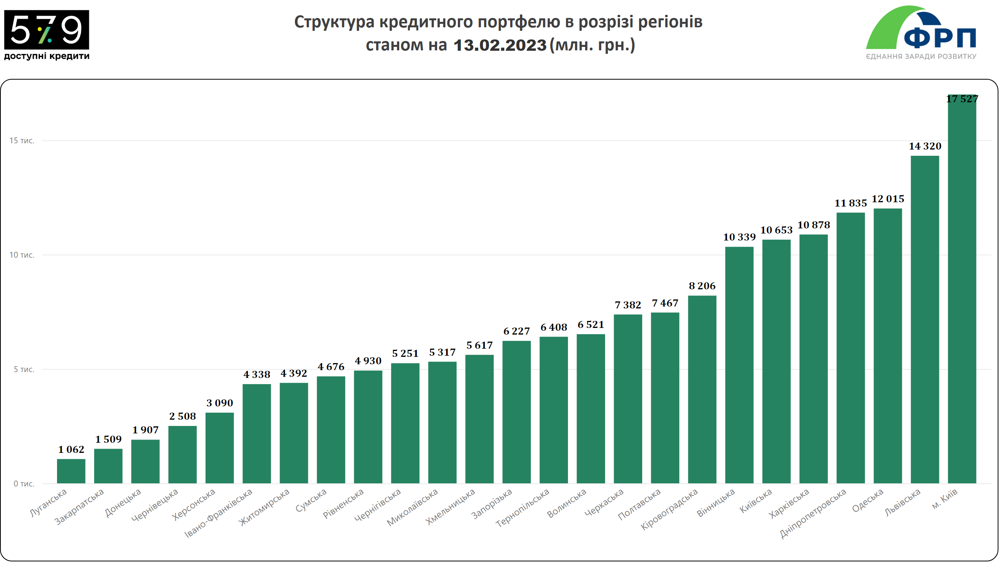 579
доступні кредити
Структура кредитного портфелю в розрізі регіонів
станом на 13.02.2023 (млн. грн.)
ФРП
ЄДНАННЯ ЗАРАДИ РОЗВИТКУ
15 тис.
10 тис.
5 тис.
0 тис.
1 062
1 509
1 907
2 508
3 090
4 338
4 392
4 676
4 930
5 251
5 317
5 617
6 227
6 408
6 521
7 382
7 467
8 206
10 339
10 653
10 878
11 835
12 015
14 320
17 527
Луганська
Закарпатська
Донецька
Чернівецька
Херсонська
Івано-Франківська
Житомирська
Сумська
Рівненська
Чернігівська
Миколаївська
Хмельницька
Запорізька
Тернопільська
Волинська
Черкаська
Полтавська
Кіровоградська
Вінницька
Київська
Харківська
Дніпропетровська
Одеська
Львівська
м. Київ